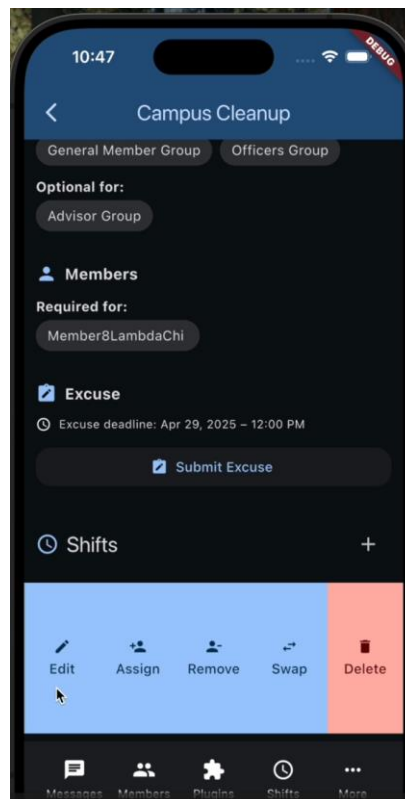 10:47
DEBUG
Campus Cleanup
General Member Group Officers Group
Optional for:
Advisor Group
Members
Required for:
Member8LambdaChi
Excuse
Excuse deadline: Apr 29, 2025 – 12:00 PM
Submit Excuse
Shifts
Edit Assign Remove Swap Delete
Messages Members Plugins Shifts More